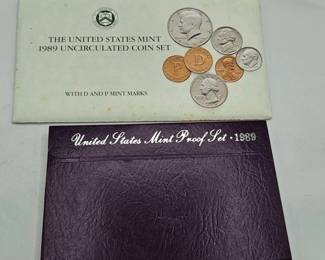 THE UNITED STATES MINT
1989 UNCIRCULATED COIN SET
P D
WITH D AND P MINT MARKS
United States Mint Proof Set · 1989